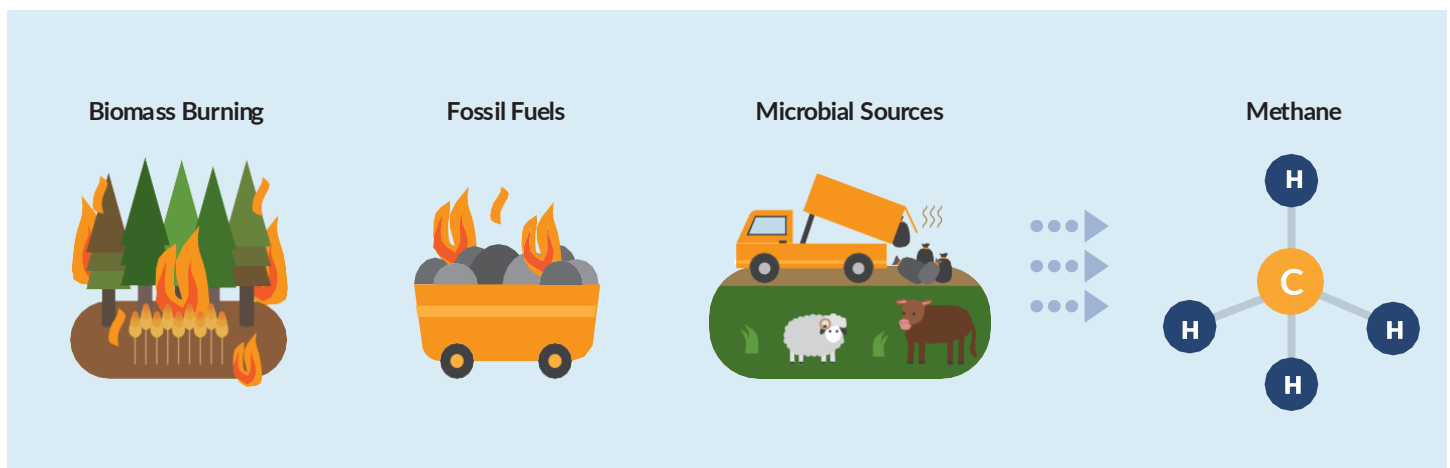 Biomass Burning
Fossil Fuels
Microbial Sources
Methane
H
C
H
H
H